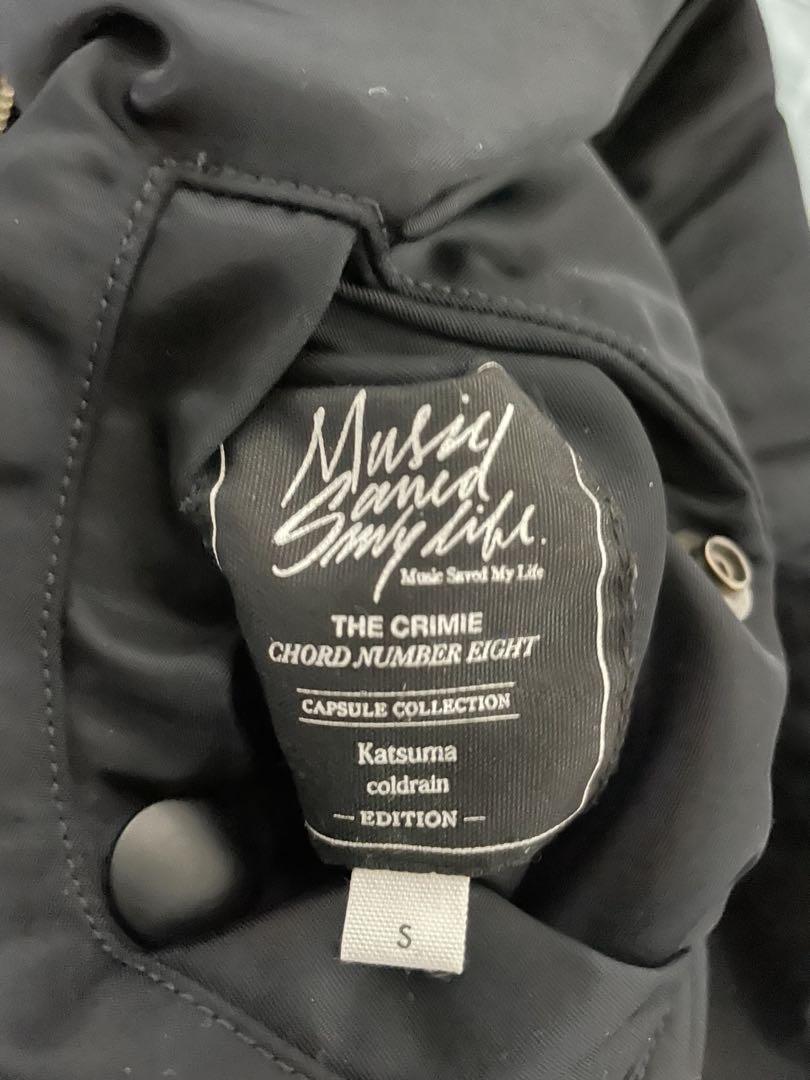 Music
Saved
my life.
Music Saved My Life
THE CRIMIE
CHORD NUMBER EIGHT
CAPSULE COLLECTION
Katsuma
coldrain
— EDITION —
S